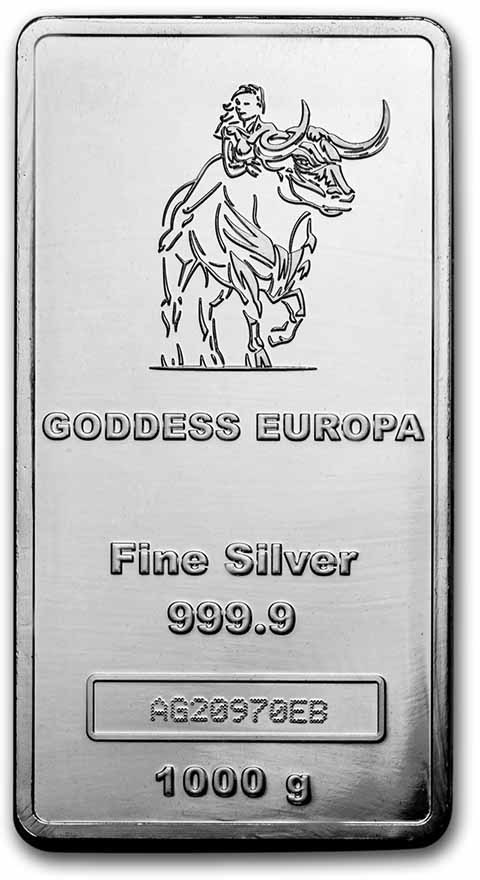 GODDESS EUROPA
Fine Silver
999.9
AG20970EB
1000 g